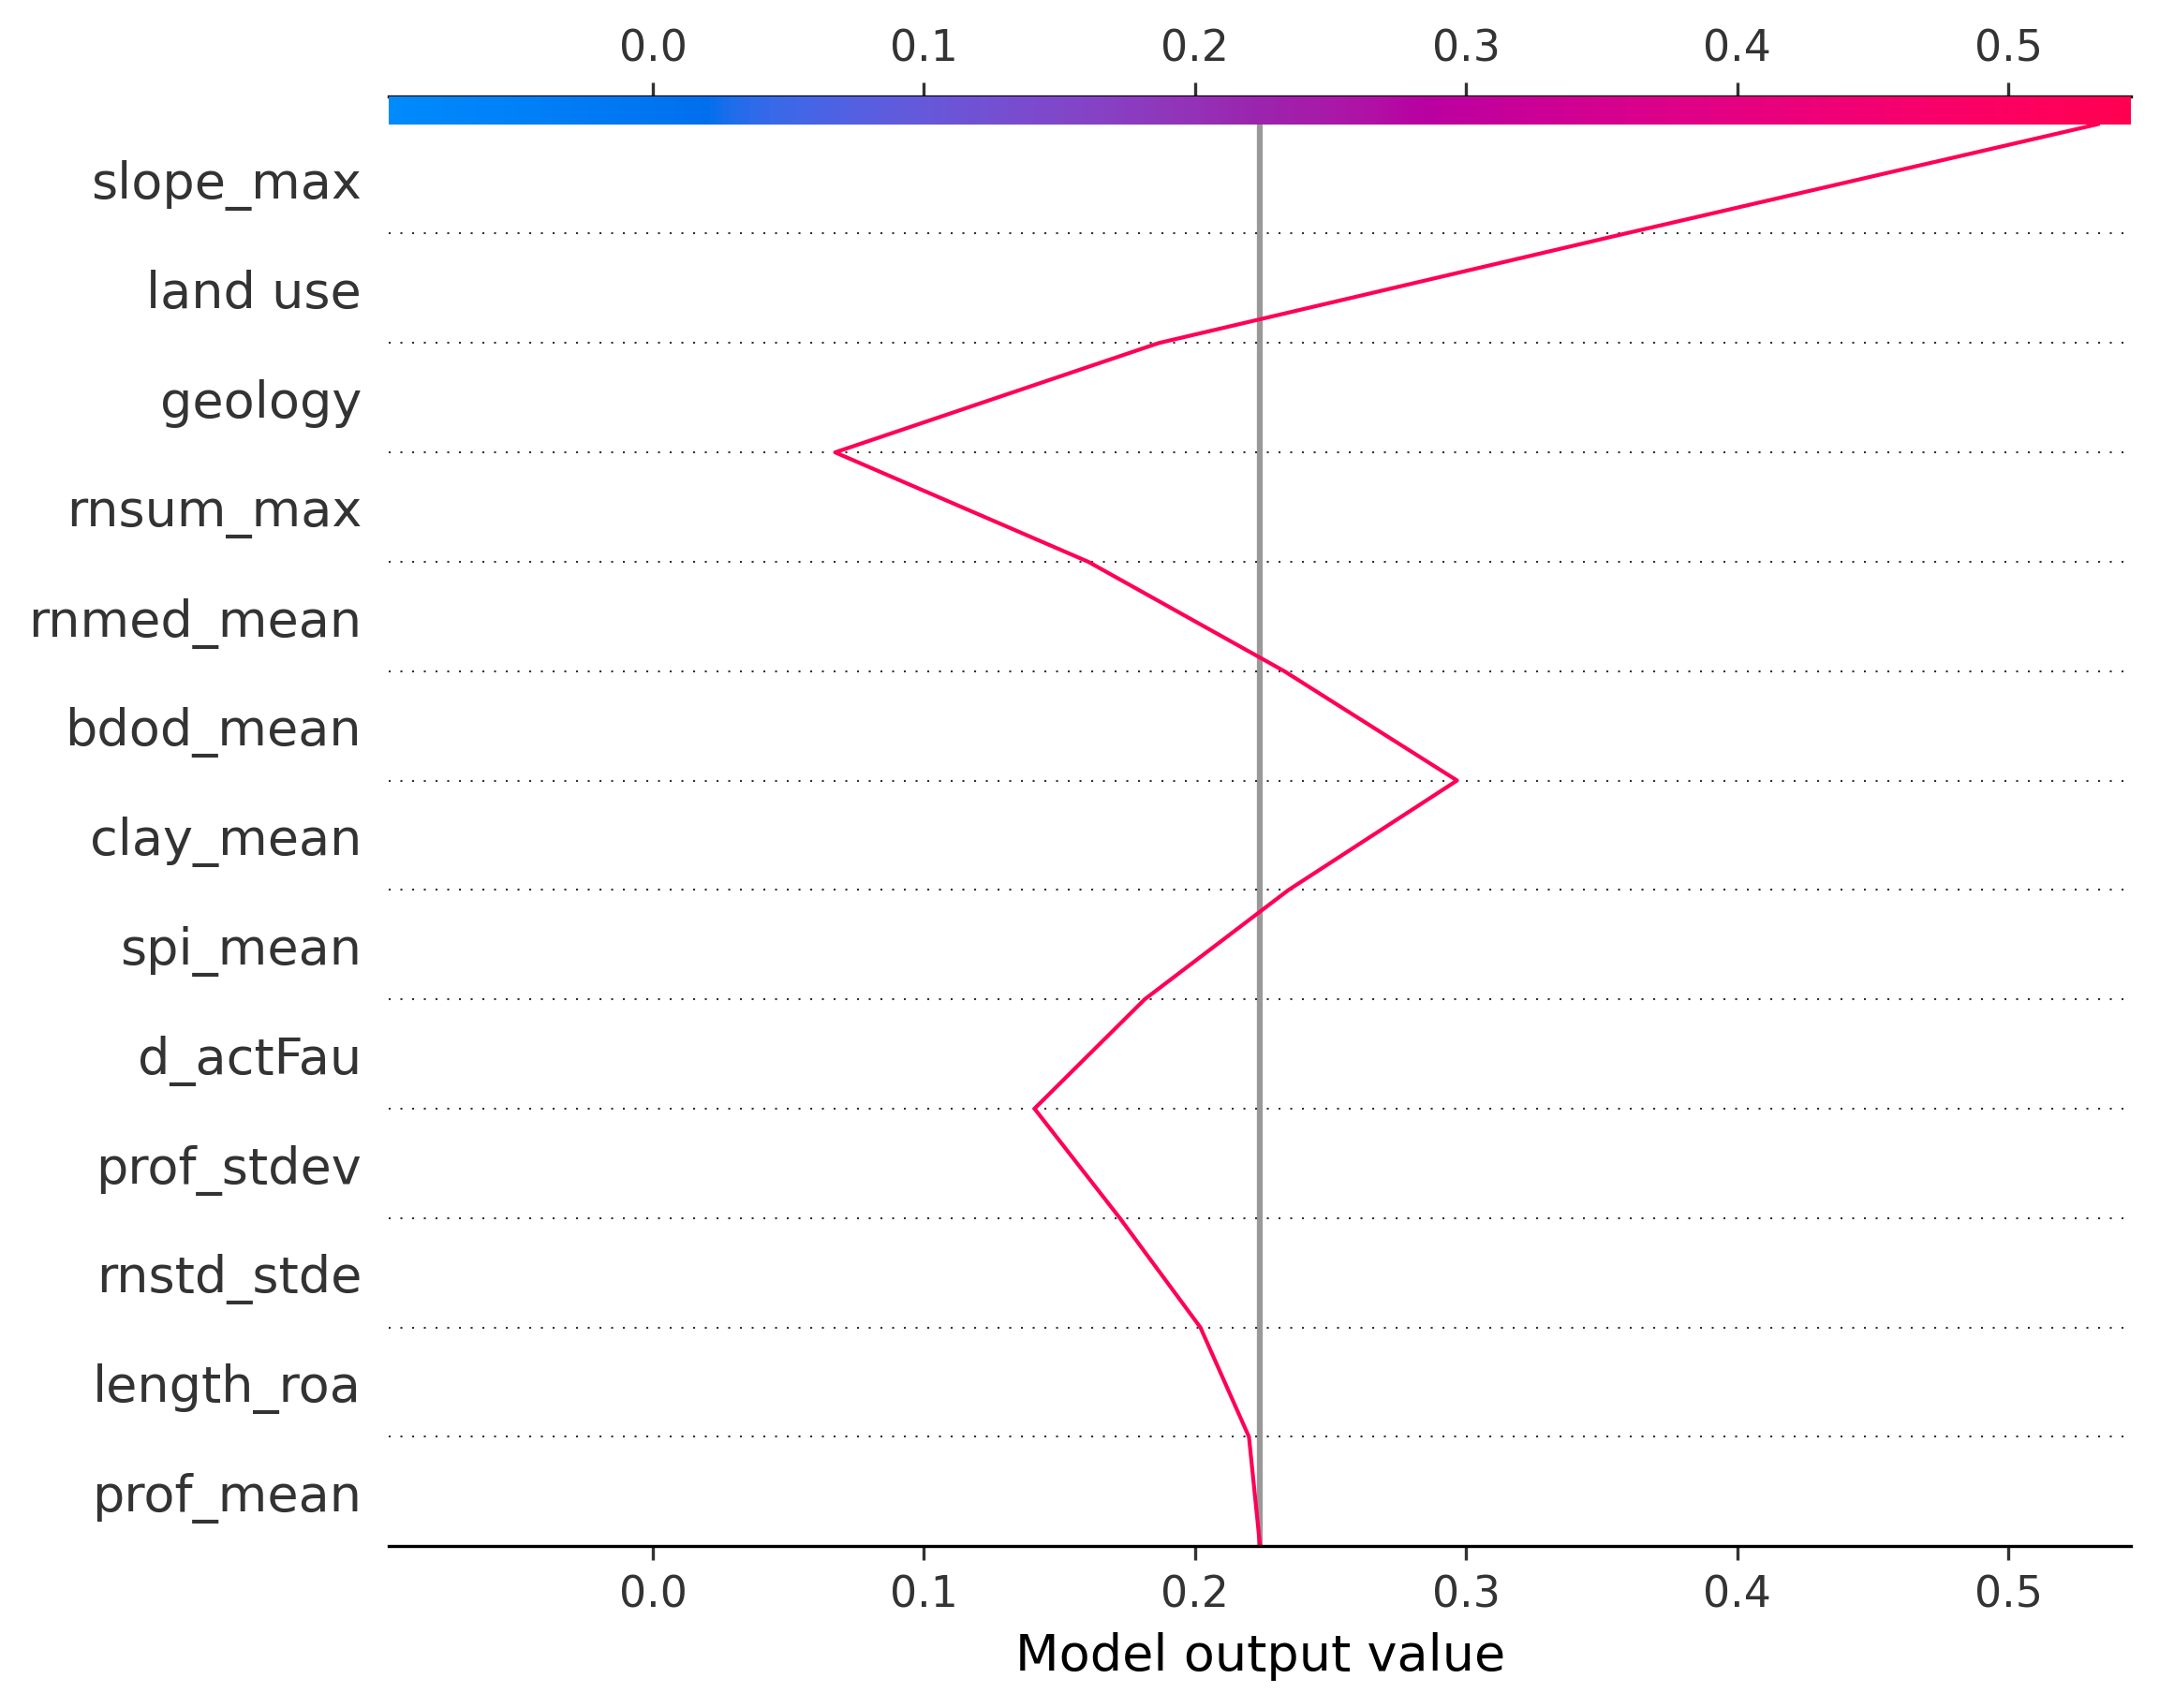 0.0 0.1 0.2 0.3 0.4 0.5
slope_max
land use
geology
rnsum_max
rnmed_mean
bdod_mean
clay_mean
spi_mean
d_actFau
prof_stdev
rnstd_stde
length_roa
prof_mean
0.0 0.1 0.2 0.3 0.4 0.5
Model output value